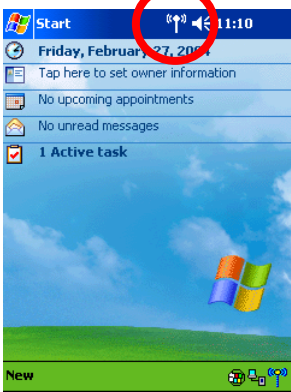 Start 11:10
Friday, February 27, 2004
Tap here to set owner information
No upcoming appointments
No unread messages
1 Active task
New